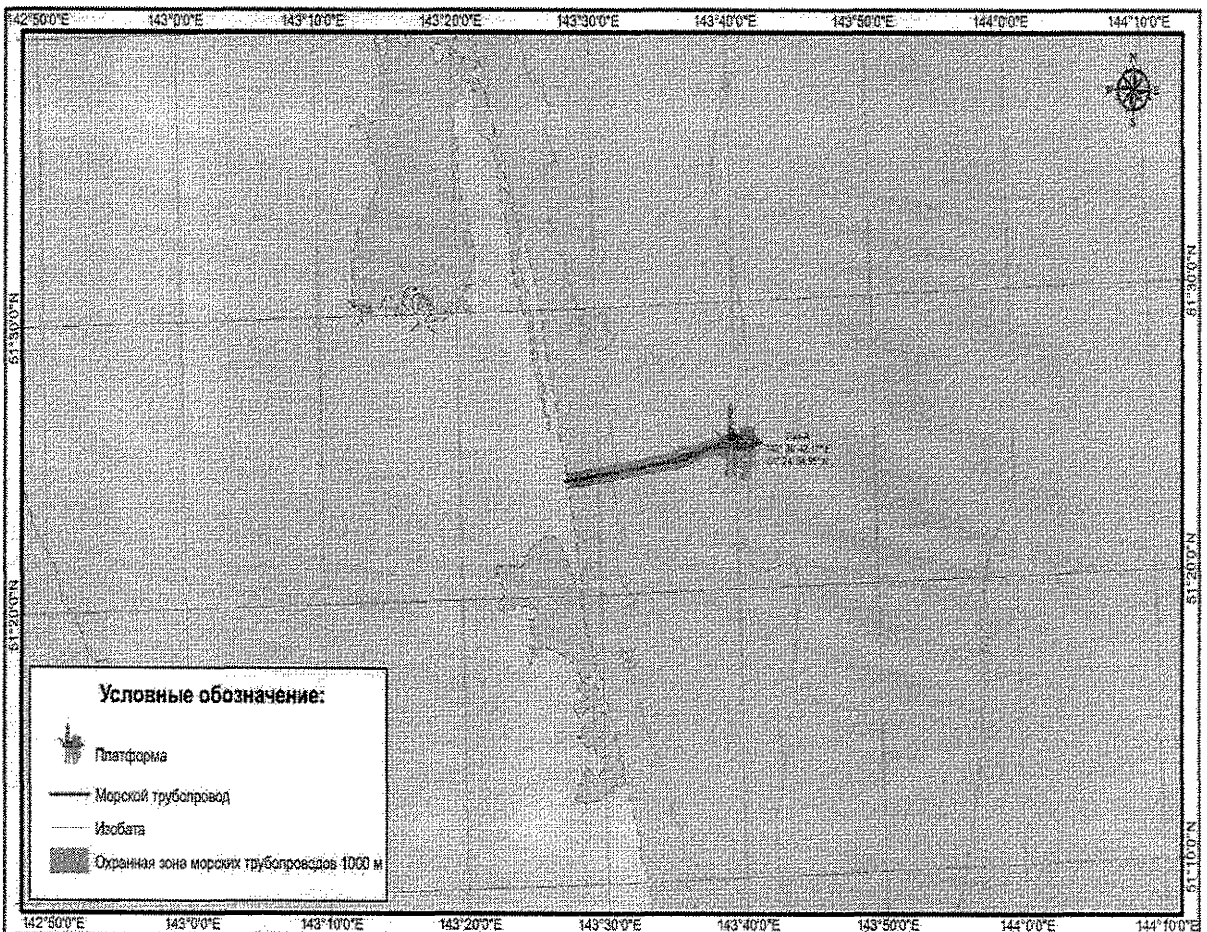 142°50'0"E 143°0'0"E 143°10'0"E 143°20'0"E 143°30'0"E 143°40'0"E 143°50'0"E 144°0'0"E 144°10'0"E
N
S
51°30'0"N
51°30'0"N
51°20'0"N
51°20'0"N
51°10'0"N
Условные обозначение:
Платформа
Морской трубопровод
Изобата
Охранная зона морских трубопроводов 1000 м
142°50'0"E 143°0'0"E 143°10'0"E 143°20'0"E 143°30'0"E 143°40'0"E 143°50'0"E 144°0'0"E 144°10'0"E